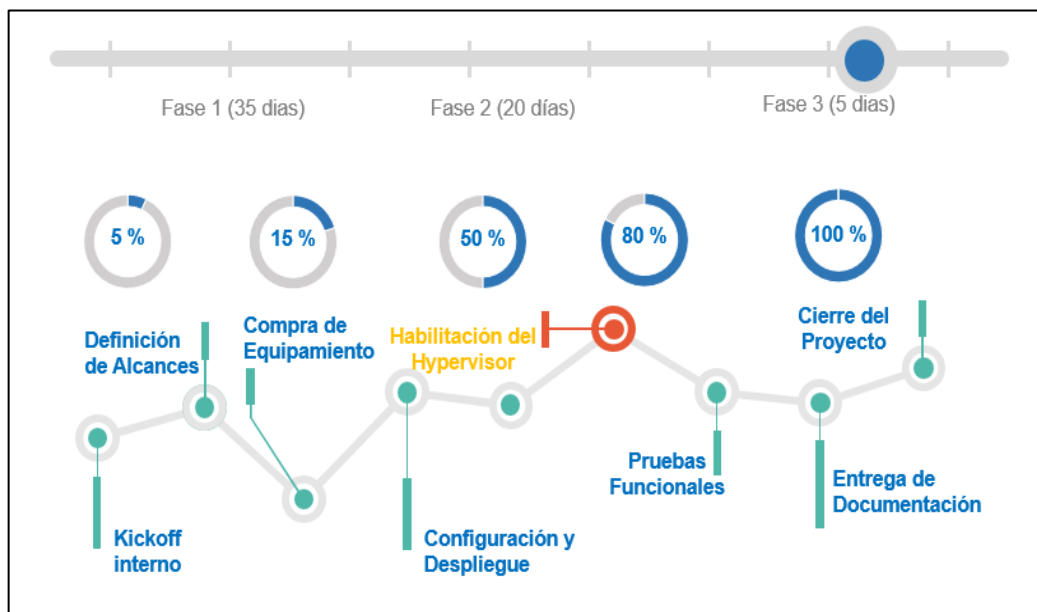 Fase 1 (35 dias)
Fase 2 (20 días)
Fase 3 (5 dias)
5 %
15 %
50 %
80 %
100 %
Definición
de Alcances
Compra de
Equipamiento
Habilitación del
Hypervisor
Cierre del
Proyecto
Kickoff
interno
Configuración y
Despliegue
Pruebas
Funcionales
Entrega de
Documentación